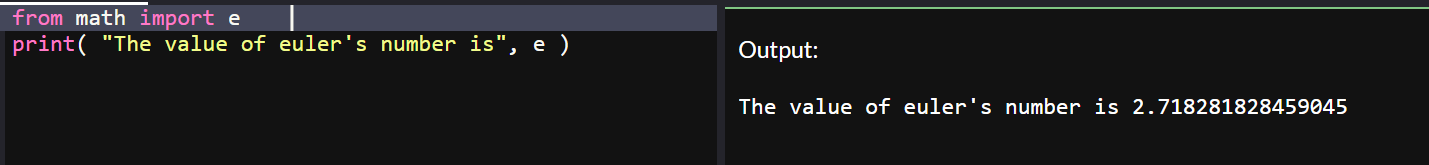 from math import e
print( "The value of euler's number is", e )
Output:
The value of euler's number is 2.718281828459045